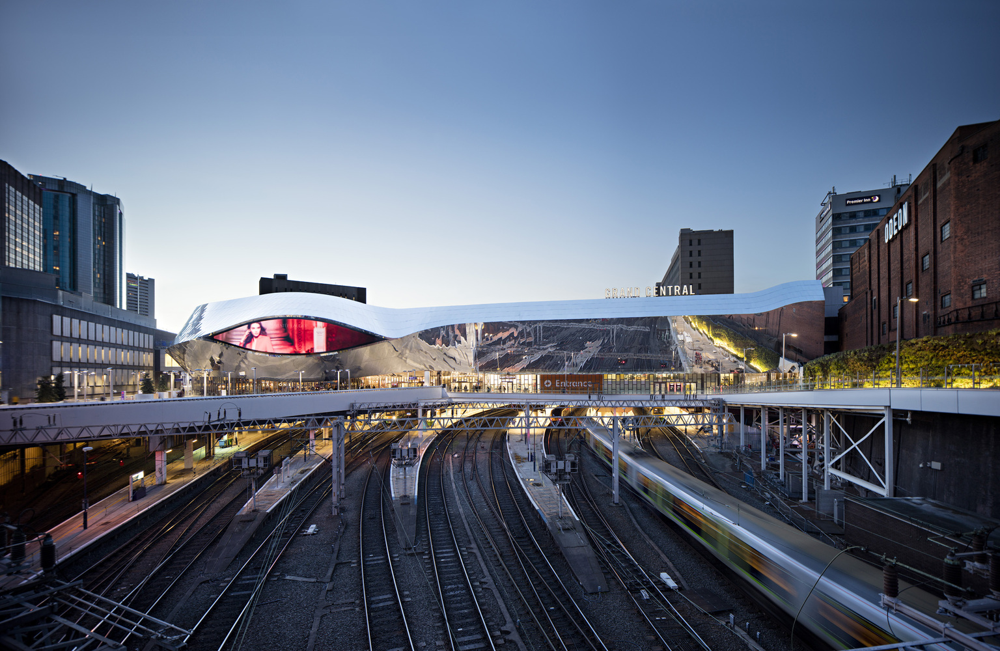 Premier Inn
ODEON
GRAND CENTRAL
Entrance